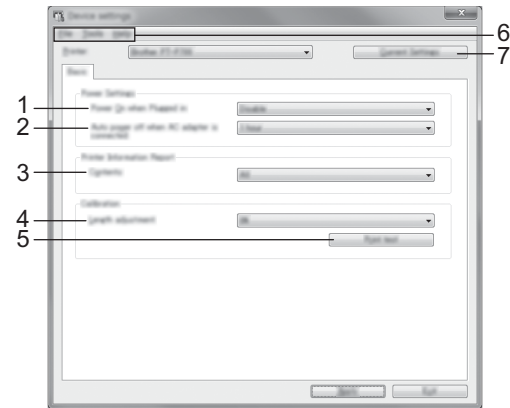 Device settings
File Tools Help
6
Printer:
Brother PT-P700
Current Settings
7
Basic
Power Settings
1
Power On when Plugged in
Disable
2
Auto power off when AC adapter is
connected:
1 hour
Printer Information Report
3
Contents:
All
Calibration
4
Length adjustment
0%
5
Print test
Apply
Exit